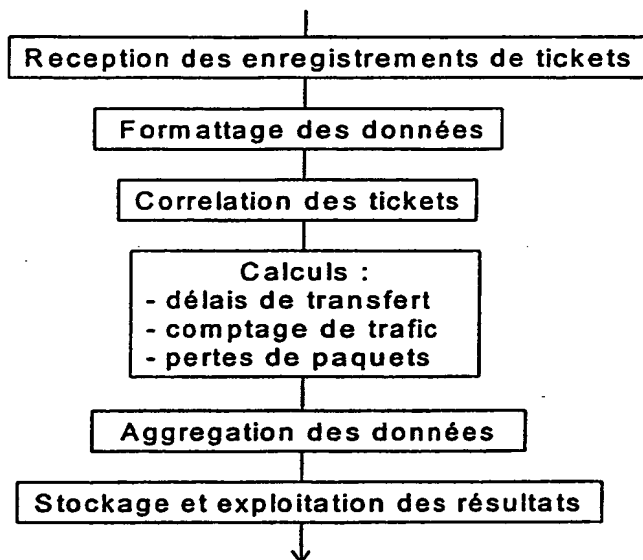 Reception des enregistrements de tickets
Formattage des données
Correlation des tickets
Calculs :
- délais de transfert
- comptage de trafic
- pertes de paquets
Aggregation des données
Stockage et exploitation des résultats